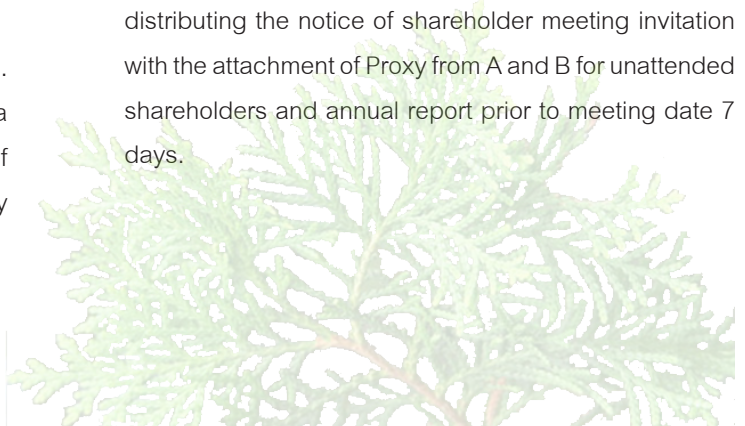 .
a
f
y
distributing the notice of shareholder meeting invitation
with the attachment of Proxy from A and B for unattended
shareholders and annual report prior to meeting date 7
days.